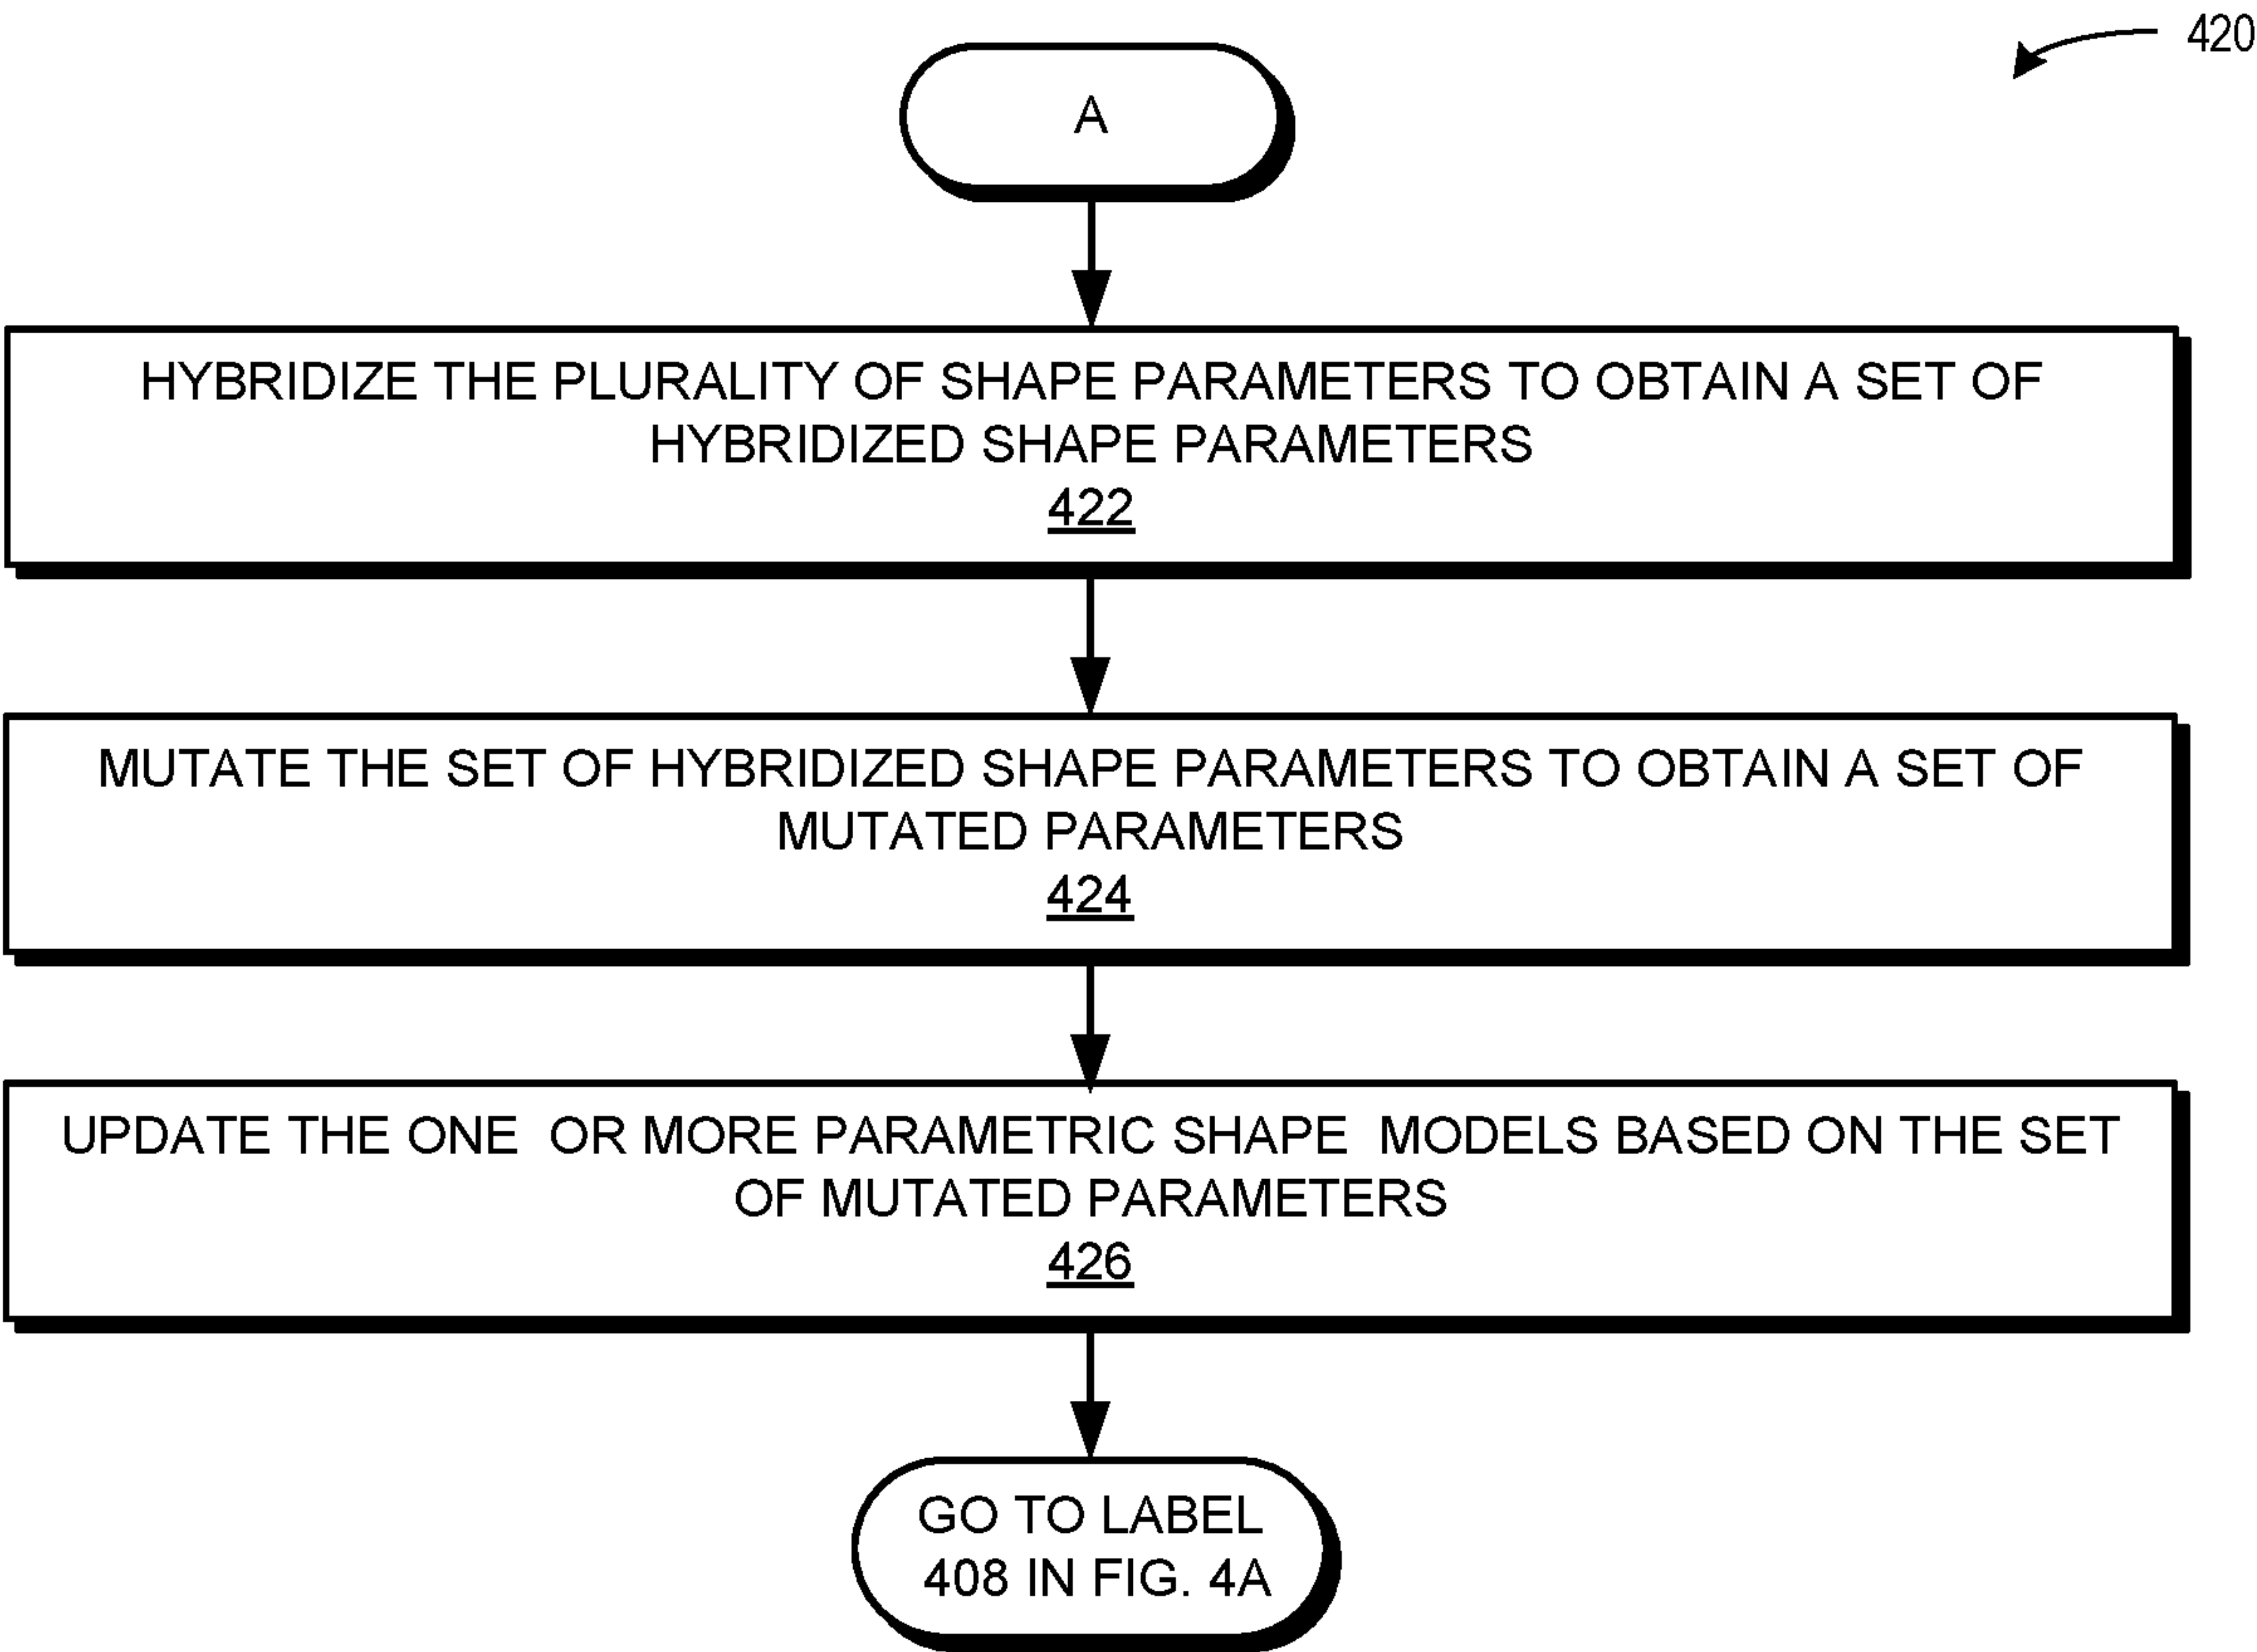 420
A
HYBRIDIZE THE PLURALITY OF SHAPE PARAMETERS TO OBTAIN A SET OF
HYBRIDIZED SHAPE PARAMETERS
422
MUTATE THE SET OF HYBRIDIZED SHAPE PARAMETERS TO OBTAIN A SET OF
MUTATED PARAMETERS
424
UPDATE THE ONE OR MORE PARAMETRIC SHAPE MODELS BASED ON THE SET
OF MUTATED PARAMETERS
426
GO TO LABEL
408 IN FIG. 4A